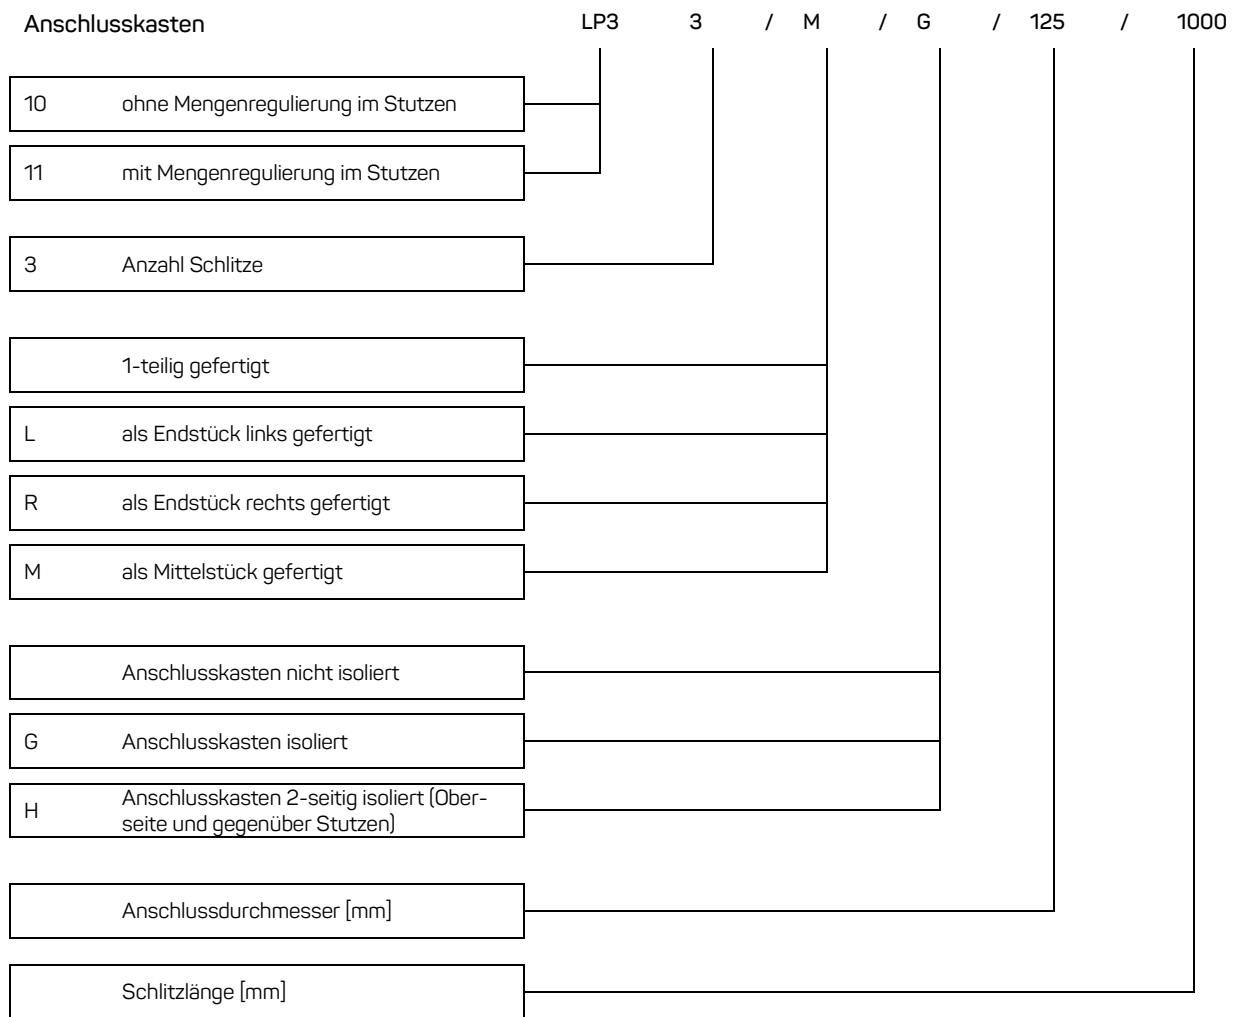 Anschlusskasten LP3 3 / M / G / 125 / 1000
10 ohne Mengenregulierung im Stutzen
11 mit Mengenregulierung im Stutzen
3 Anzahl Schlitze
1-teilig gefertigt
L als Endstück links gefertigt
R als Endstück rechts gefertigt
M als Mittelstück gefertigt
Anschlusskasten nicht isoliert
G Anschlusskasten isoliert
H Anschlusskasten 2-seitig isoliert (Ober-
seite und gegenüber Stutzen)
Anschlussdurchmesser [mm]
Schlitzlänge [mm]